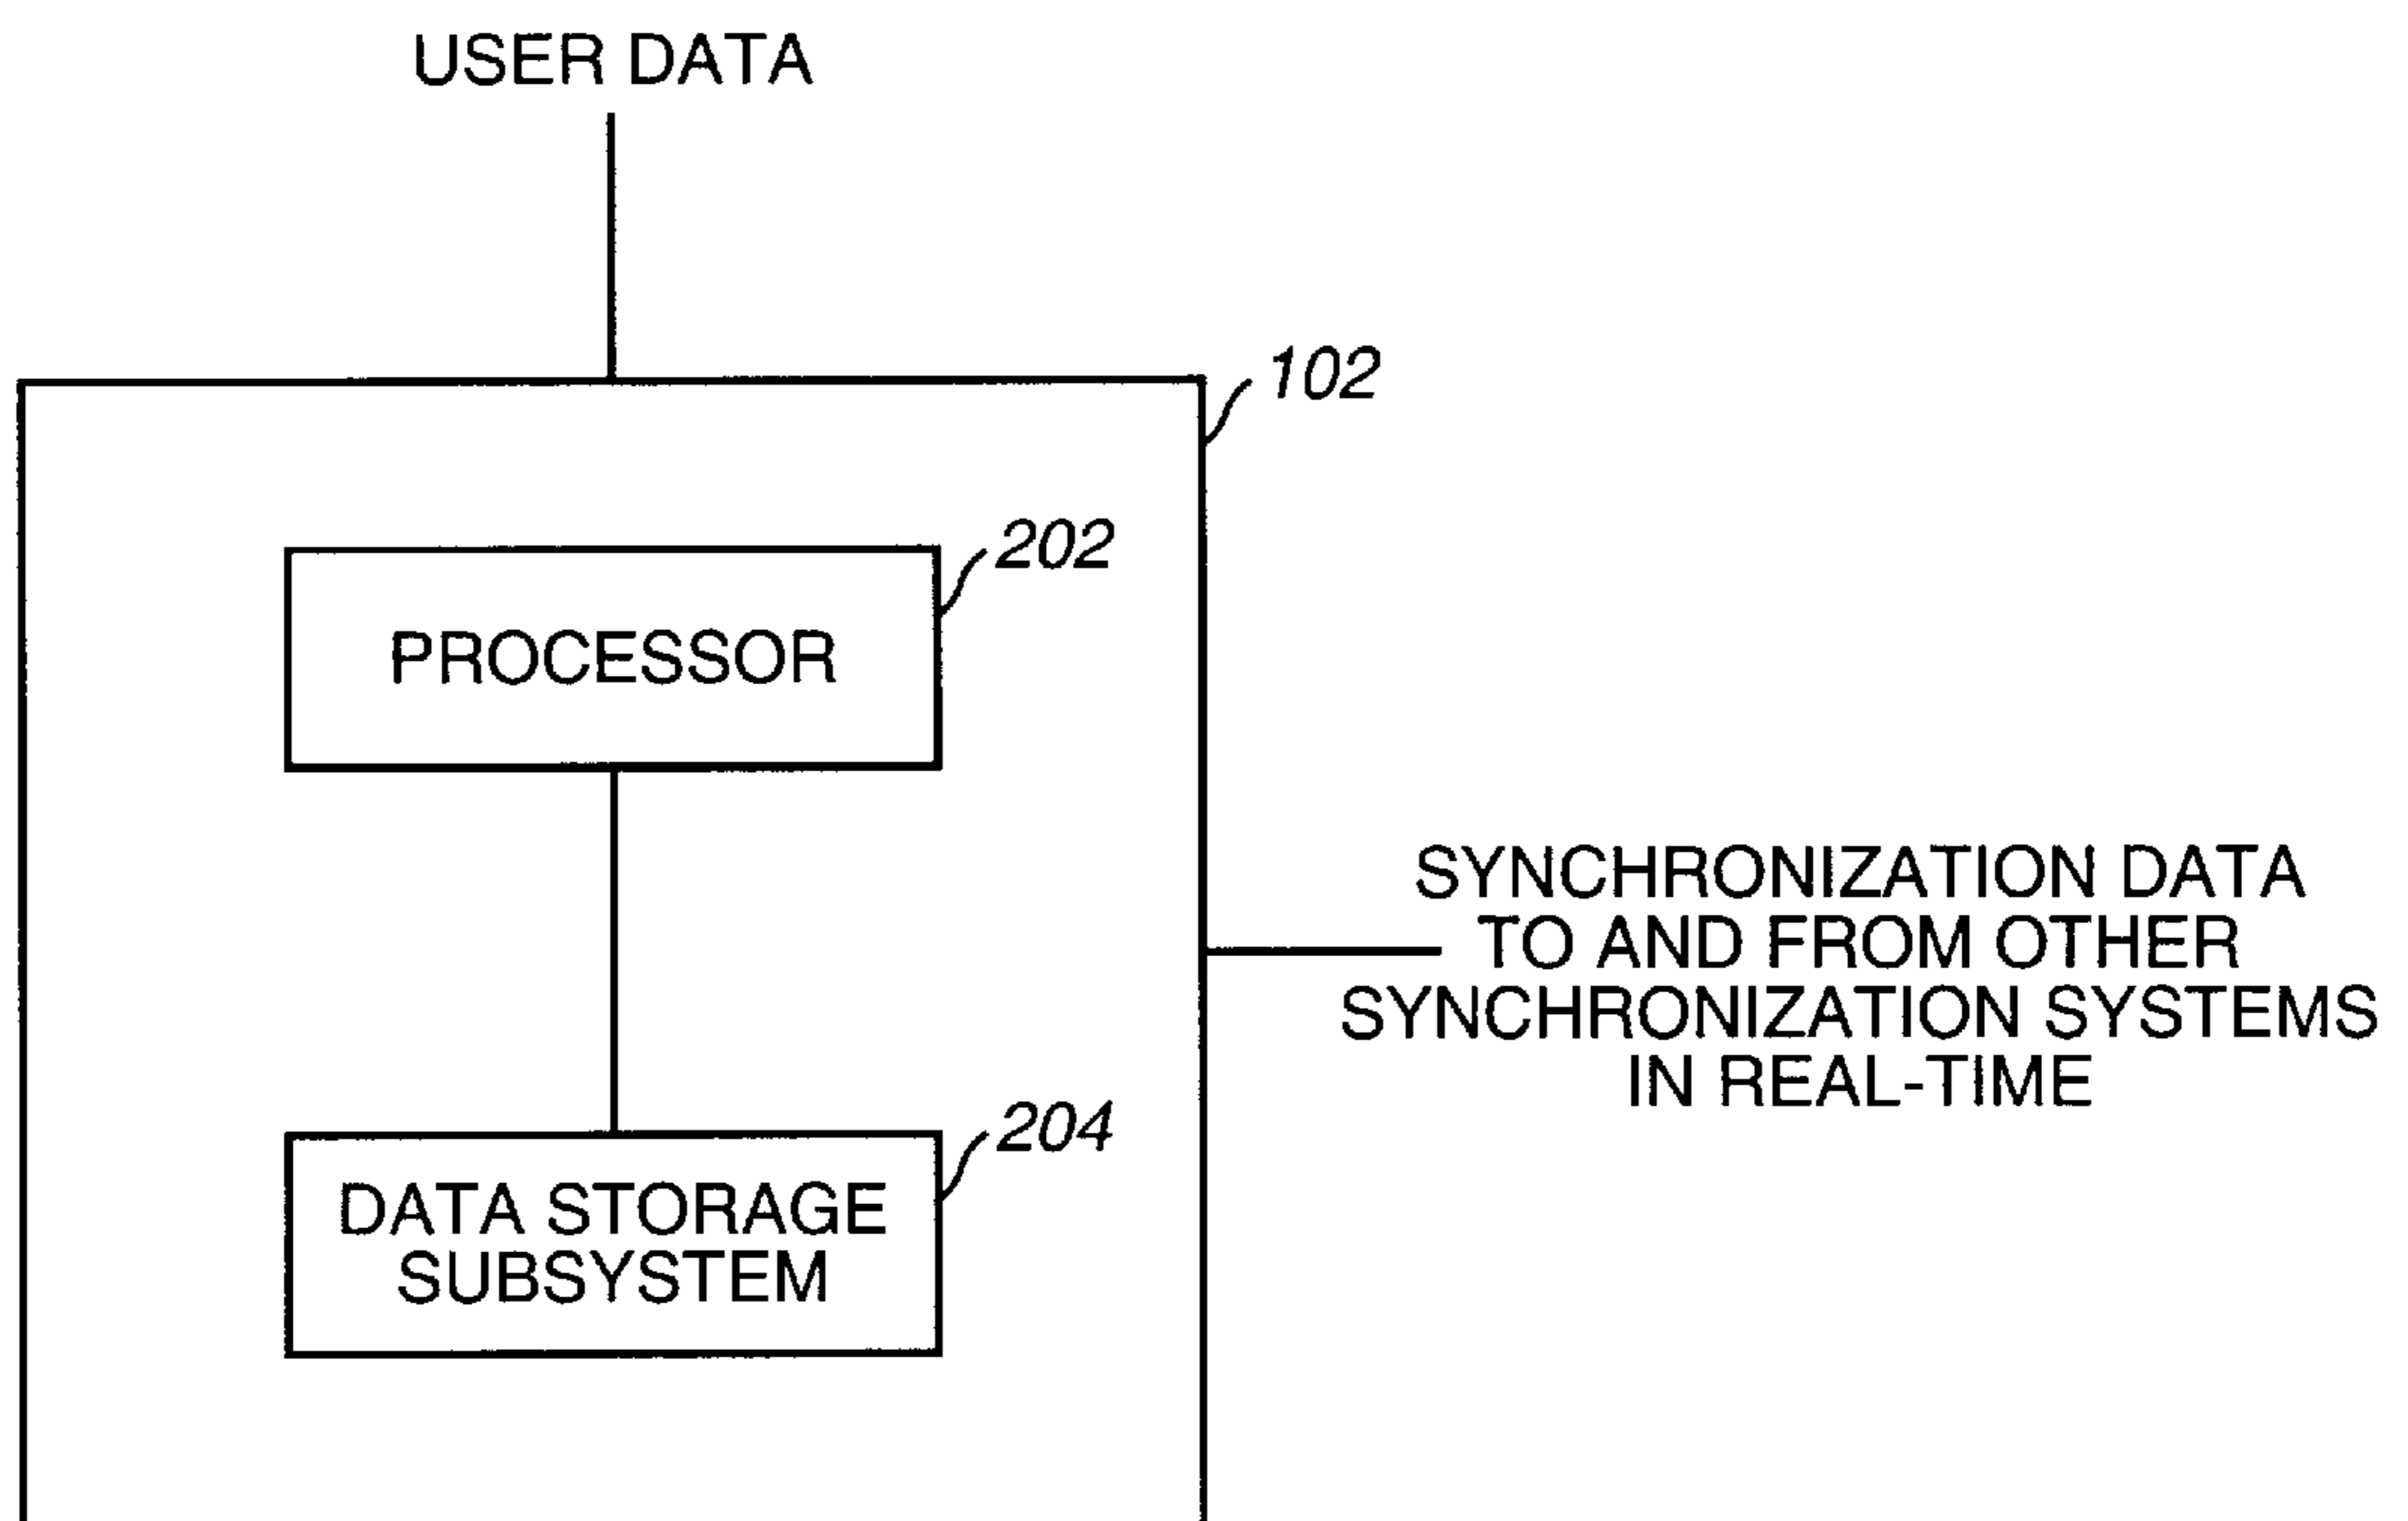 USER DATA
102
202
PROCESSOR
SYNCHRONIZATION DATA
TO AND FROM OTHER
SYNCHRONIZATION SYSTEMS
IN REAL-TIME
204
DATA STORAGE
SUBSYSTEM